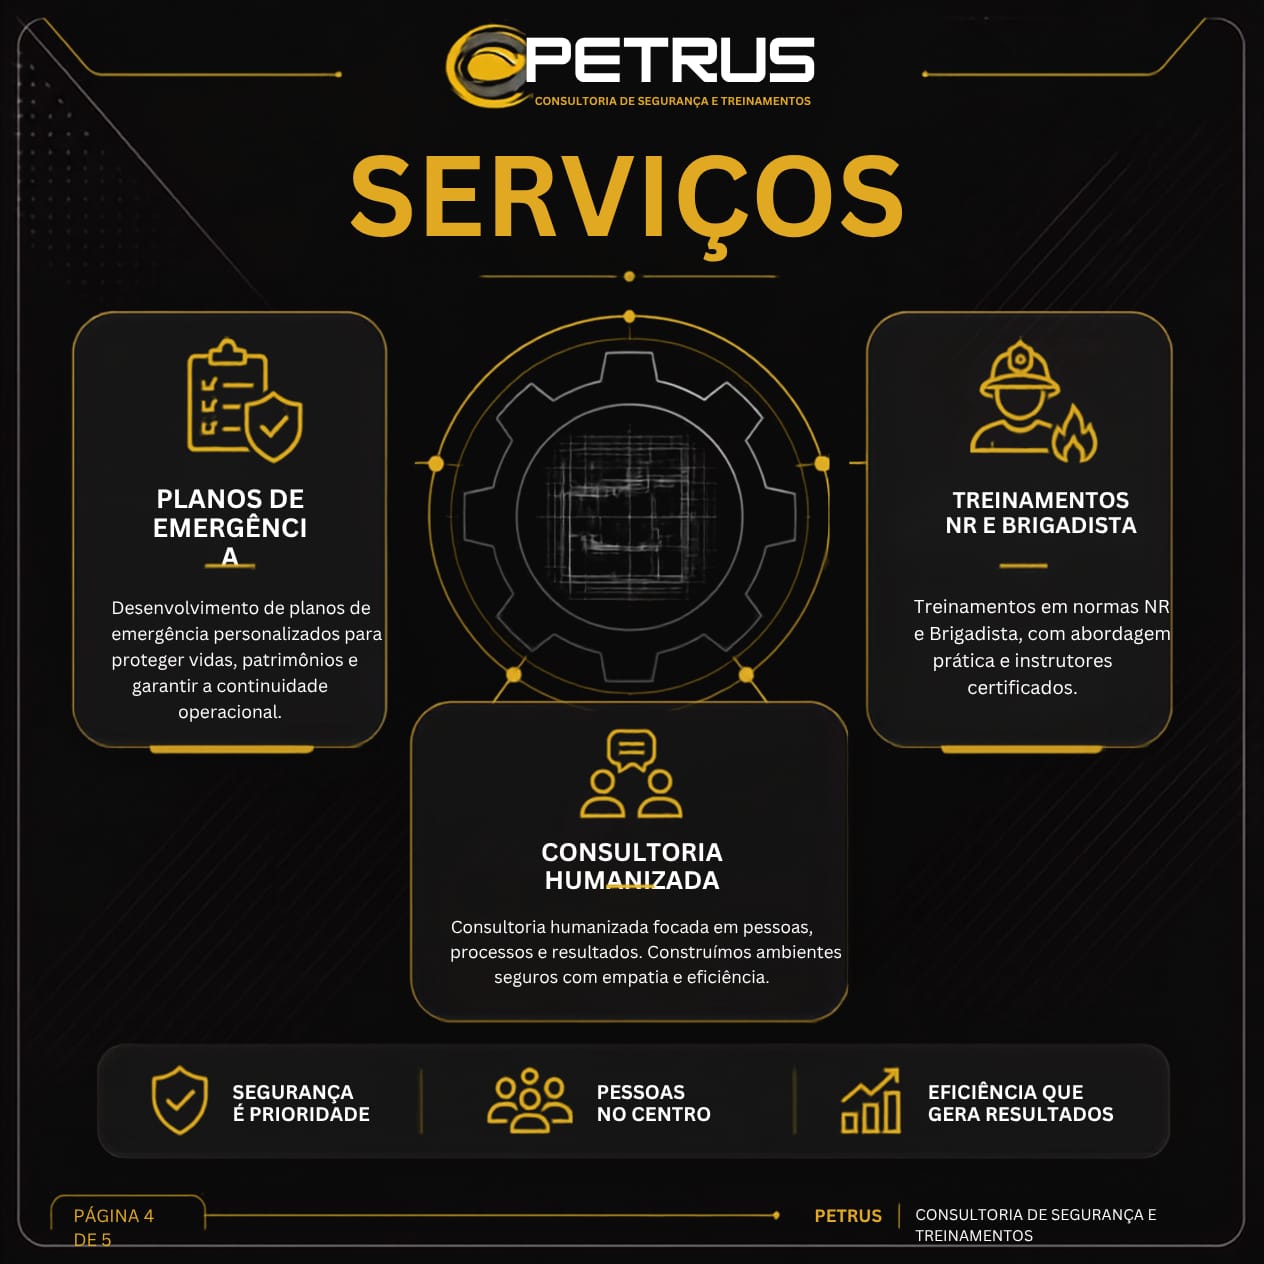 PETRUS
CONSULTORIA DE SEGURANÇA E TREINAMENTOS
SERVIÇOS
PLANOS DE
EMERGÊNCI
A
Desenvolvimento de planos de
emergência personalizados para
proteger vidas, patrimônios e
garantir a continuidade
operacional.
TREINAMENTOS
NR E BRIGADISTA
Treinamentos em normas NR
e Brigadista, com abordagem
prática e instrutores
certificados.
CONSULTORIA
HUMANIZADA
Consultoria humanizada focada em pessoas,
processos e resultados. Construímos ambientes
seguros com empatia e eficiência.
SEGURANÇA
É PRIORIDADE
PESSOAS
NO CENTRO
EFICIÊNCIA QUE
GERA RESULTADOS
PÁGINA 4
DE 5
PETRUS
CONSULTORIA DE SEGURANÇA E
TREINAMENTOS